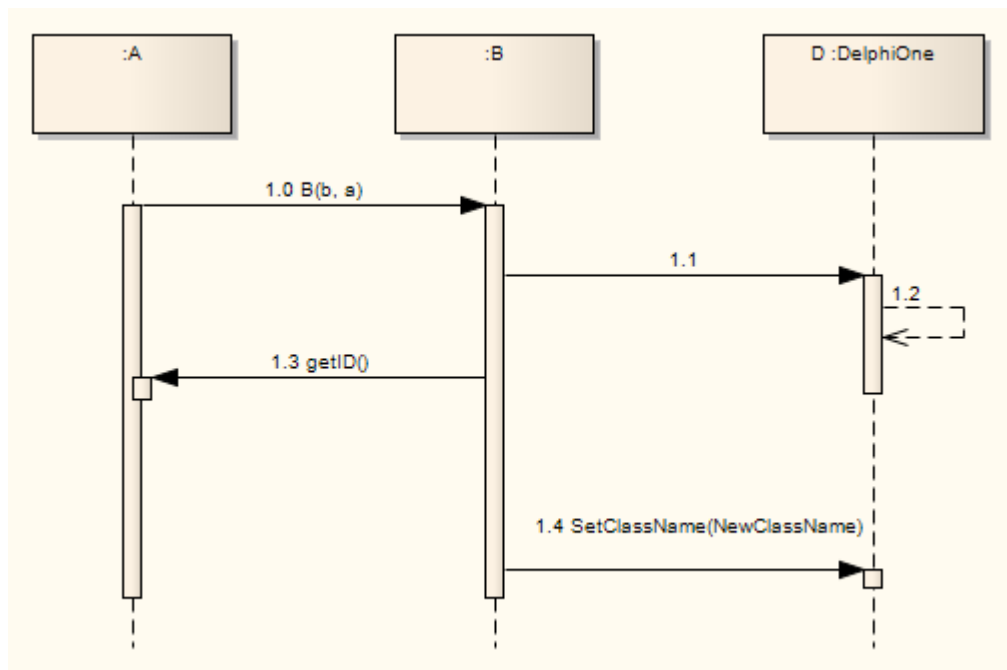 :A
:B
D :DelphiOne
1.0 B(b, a)
1.1
1.2
1.3 getID()
1.4 SetClassName(NewClassName)